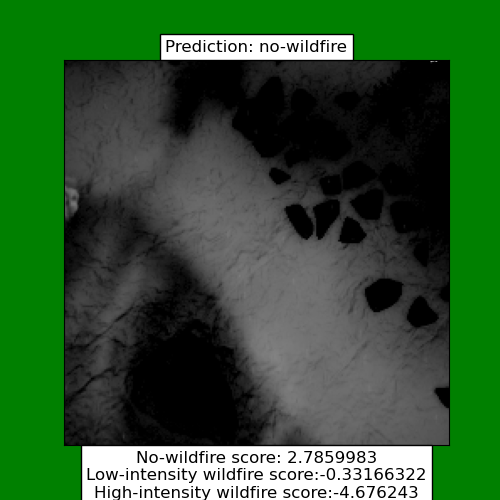 Prediction: no-wildfire
No-wildfire score: 2.7859983
Low-intensity wildfire score:-0.33166322
High-intensity wildfire score:-4.676243